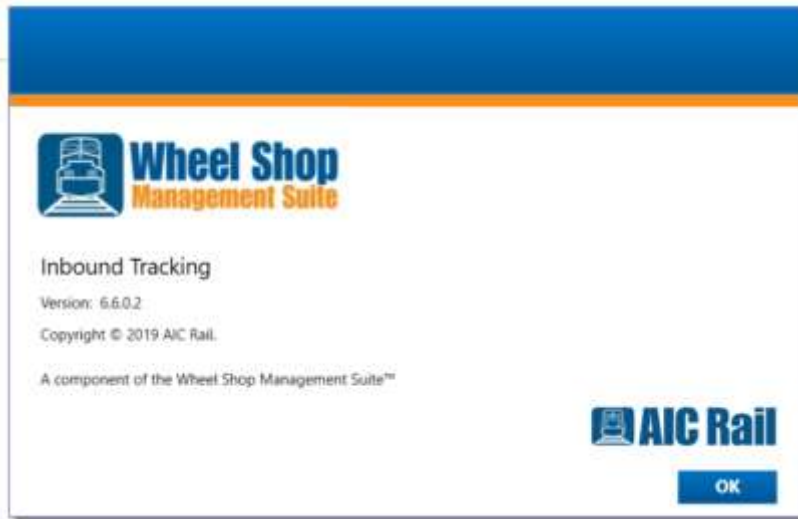 Wheel Shop
Management Suite
Inbound Tracking
Version: 6.6.0.2
Copyright © 2019 AIC Rail.
A component of the Wheel Shop Management Suite™
AIC Rail
OK